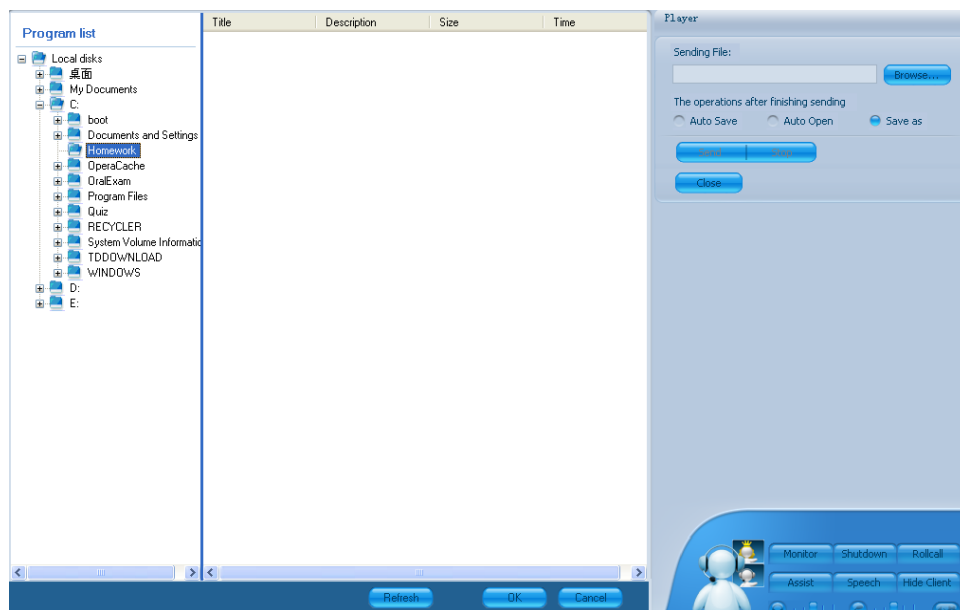 Program list
Local disks
桌面
My Documents
C:
boot
Documents and Settings
Homework
OperaCache
OralExam
Program Files
Quiz
RECYCLER
System Volume Informatic
TDDOWNLOAD
WINDOWS
D:
E:
Title Description Size Time
Refresh OK Cancel
Player
Sending File:
Browse...
The operations after finishing sending
Auto Save Auto Open Save as
Close
Monitor Shutdown Rollcall
Assist Speech Hide Client